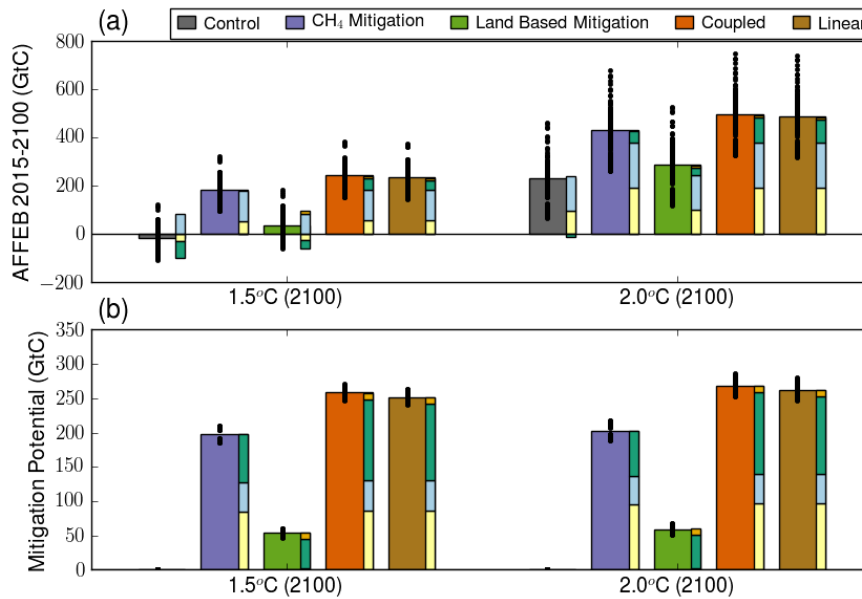 (a)
Control
CH₄ Mitigation
Land Based Mitigation
Coupled
Linear
AFFEB 2015-2100 (GtC)
800
600
400
200
0
−200
1.5°C (2100)
2.0°C (2100)
(b)
Mitigation Potential (GtC)
350
300
250
200
150
100
50
0
1.5°C (2100)
2.0°C (2100)